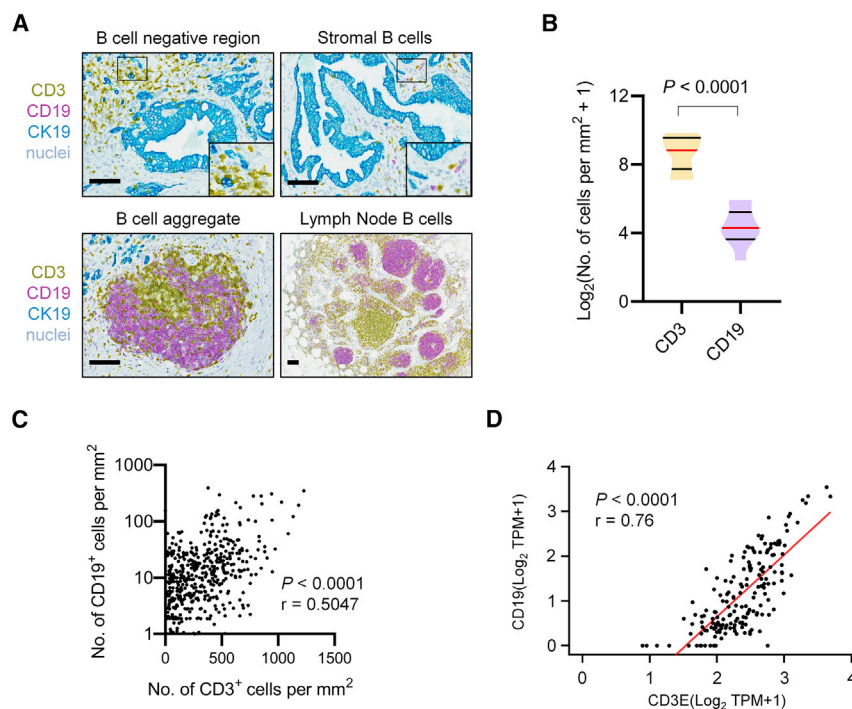 A
B cell negative region
Stromal B cells
CD3
CD19
CK19
nuclei
B cell aggregate
Lymph Node B cells
CD3
CD19
CK19
nuclei
B
P < 0.0001
Log₂(No. of cells per mm² + 1)
12
8
4
0
CD3
CD19
C
No. of CD19⁺ cells per mm²
1000
100
10
1
P < 0.0001
r = 0.5047
0
500
1000
1500
No. of CD3⁺ cells per mm²
D
CD19(Log₂ TPM+1)
4
3
2
1
0
P < 0.0001
r = 0.76
0
1
2
3
4
CD3E(Log₂ TPM+1)